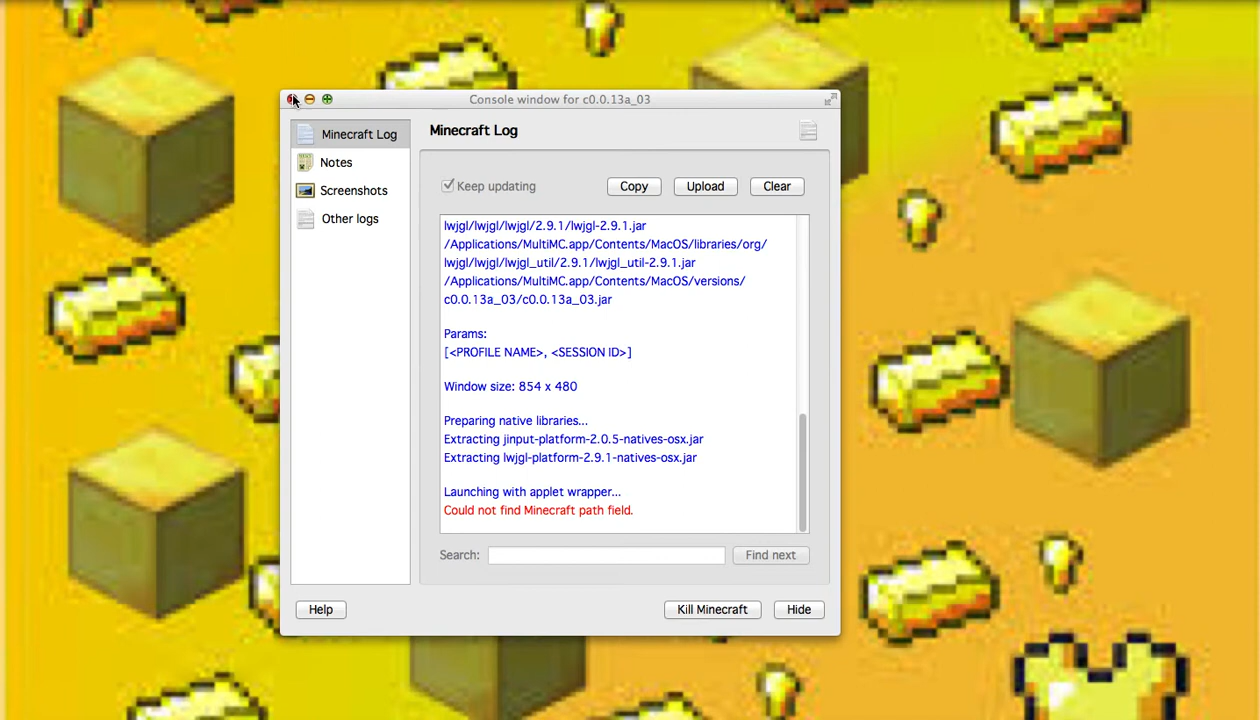 Console window for c0.0.13a_03
Minecraft Log
Notes
Screenshots
Other logs
Minecraft Log
Keep updating
Copy
Upload
Clear
lwjgl/lwjgl/lwjgl/2.9.1/lwjgl-2.9.1.jar
/Applications/MultiMC.app/Contents/MacOS/libraries/org/
lwjgl/lwjgl/lwjgl_util/2.9.1/lwjgl_util-2.9.1.jar
/Applications/MultiMC.app/Contents/MacOS/versions/
c0.0.13a_03/c0.0.13a_03.jar
Params:
[<PROFILE NAME>, <SESSION ID>]
Window size: 854 x 480
Preparing native libraries...
Extracting jinput-platform-2.0.5-natives-osx.jar
Extracting lwjgl-platform-2.9.1-natives-osx.jar
Launching with applet wrapper...
Could not find Minecraft path field.
Search:
Find next
Help
Kill Minecraft
Hide